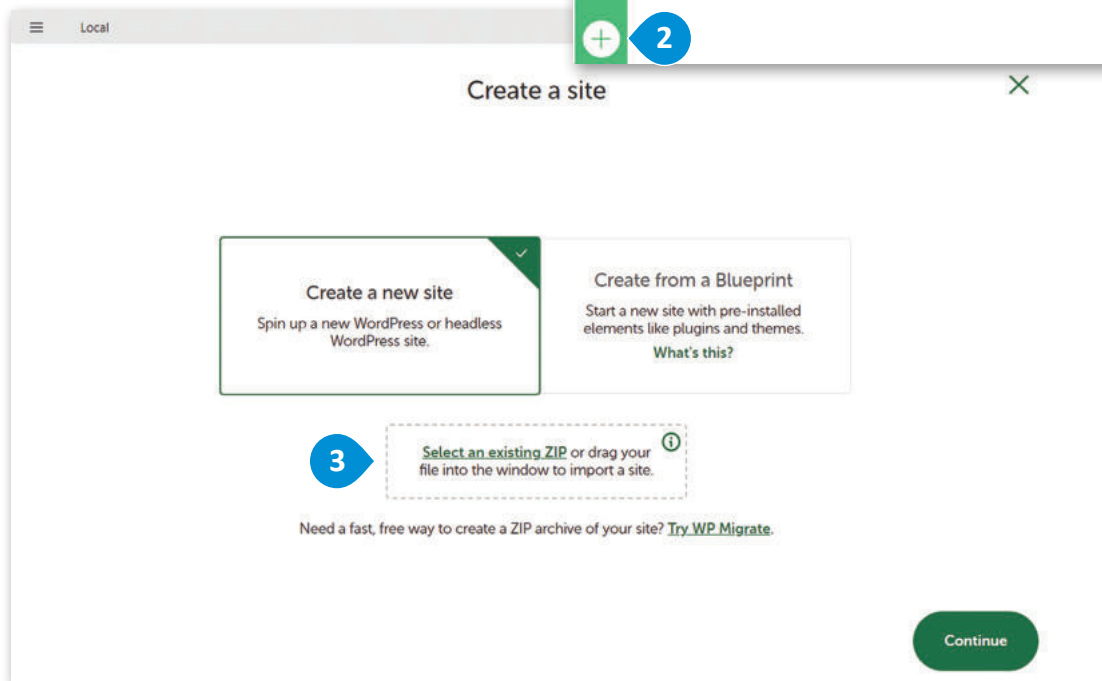 Local
2
Create a site
Create a new site
Spin up a new WordPress or headless
WordPress site.
Create from a Blueprint
Start a new site with pre-installed
elements like plugins and themes.
What's this?
3
Select an existing ZIP or drag your
file into the window to import a site.
Need a fast, free way to create a ZIP archive of your site? Try WP Migrate.
Continue